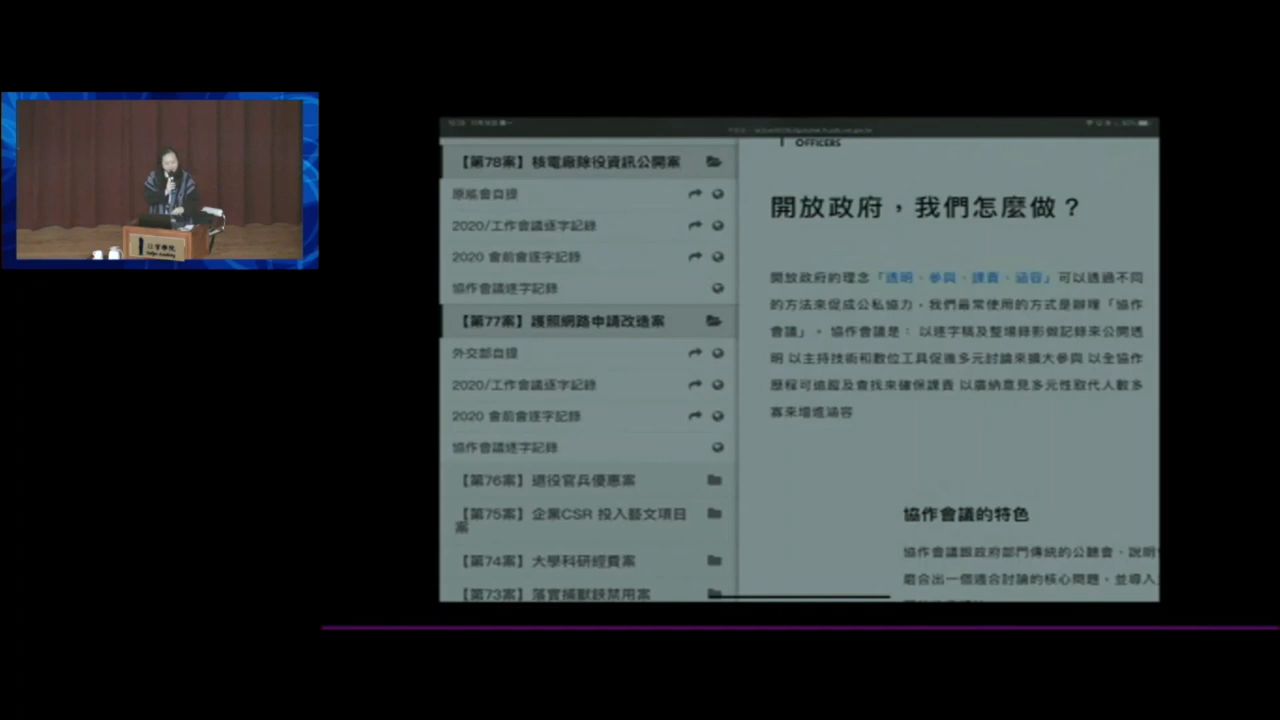 OFFICERS
【第78案】核電廠除役資訊公開案
原能會自提
2020/工作會議逐字記錄
2020 會前會逐字記錄
協作會議逐字記錄
【第77案】護照網路申請改造案
外交部自提
2020/工作會議逐字記錄
2020 會前會逐字記錄
協作會議逐字記錄
【第76案】退役官兵優惠案
【第75案】企業CSR 投入藝文項目
案
【第74案】大學科研經費案
【第73案】落實捕獸鋏禁用案
開放政府，我們怎麼做？
開放政府的理念「透明、參與、課責、涵容」可以透過不同
的方法來促成公私協力，我們最常使用的方式是辦理「協作
會議」。 協作會議是： 以逐字稿及整場錄影做記錄來公開透
明 以主持技術和數位工具促進多元討論來擴大參與 以全協作
歷程可追蹤及查找來確保課責 以廣納意見多元性取代人數多
寡來增進涵容
協作會議的特色
協作會議跟政府部門傳統的公聽會、說明
磨合出一個適合討論的核心問題，並導入